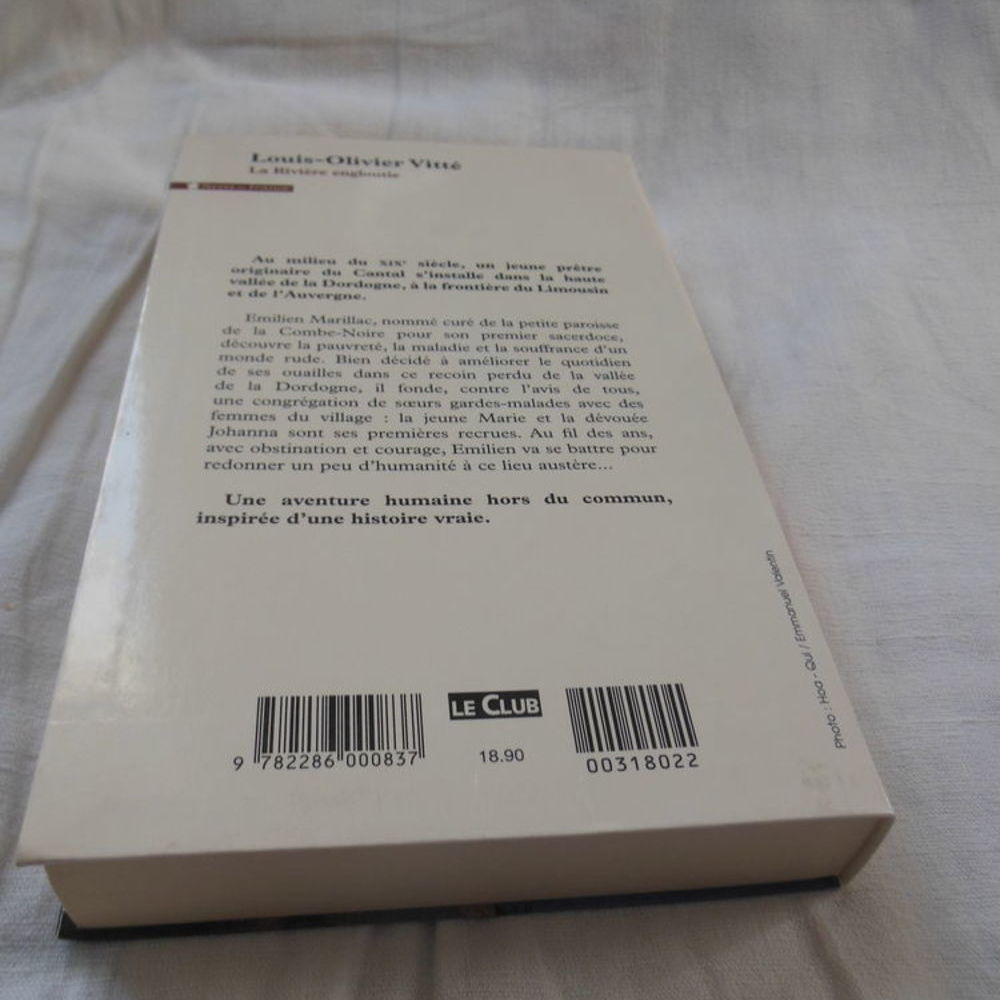 Louis-Olivier Vitté
La Rivière engloutie
France
Au milieu du XIXe siècle, un jeune prêtre
originaire du Cantal s'installe dans la haute
vallée de la Dordogne, à la frontière du Limousin
et de l'Auvergne.
Emilien Marillac, nommé curé de la petite paroisse
de la Combe-Noire pour son premier sacerdoce,
découvre la pauvreté, la maladie et la souffrance d'un
monde rude. Bien décidé à améliorer le quotidien
de ses ouailles dans ce recoin perdu de la vallée
de la Dordogne, il fonde, contre l'avis de tous,
une congrégation de sœurs gardes-malades avec des
femmes du village : la jeune Marie et la dévouée
Johanna sont ses premières recrues. Au fil des ans,
avec obstination et courage, Emilien va se battre pour
redonner un peu d'humanité à ce lieu austère...
Une aventure humaine hors du commun,
inspirée d'une histoire vraie.
Photo : Hoa - Qui / Emmanuel Valentin
LE CLUB
9 782286 000837
18.90
00318022